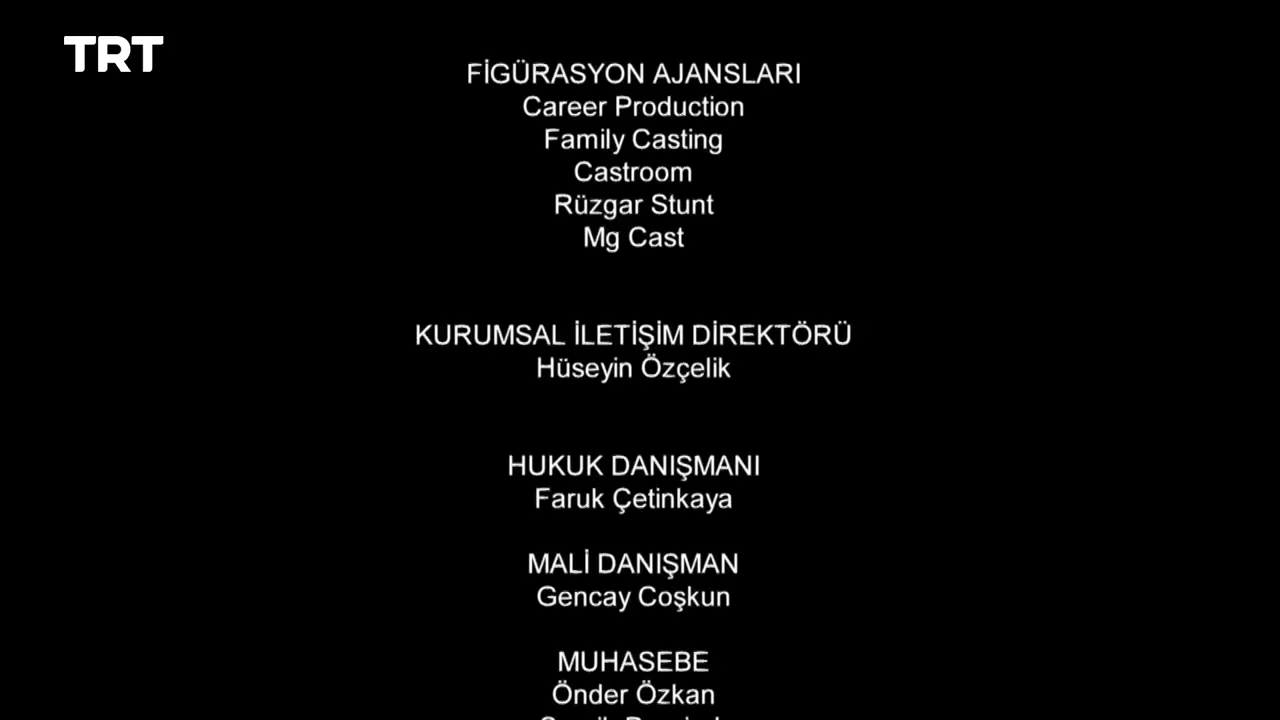 TRT
FİGÜRASYON AJANSLARI
Career Production
Family Casting
Castroom
Rüzgar Stunt
Mg Cast
KURUMSAL İLETİŞİM DİREKTÖRÜ
Hüseyin Özçelik
HUKUK DANIŞMANI
Faruk Çetinkaya
MALİ DANIŞMAN
Gencay Coşkun
MUHASEBE
Önder Özkan